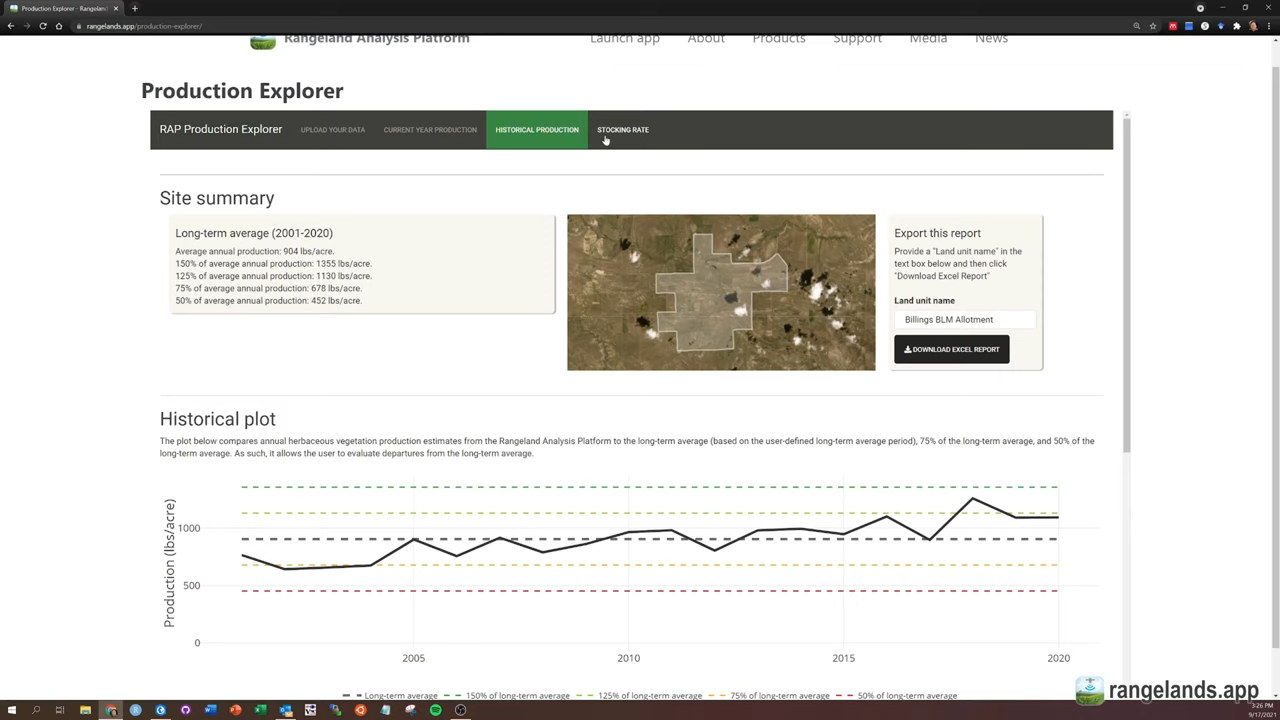 Production Explorer - Rangeland
rangelands.app/production-explorer/
Rangeland Analysis Platform
Launch app
About
Products
Support
Media
News
Production Explorer
RAP Production Explorer
UPLOAD YOUR DATA
CURRENT YEAR PRODUCTION
HISTORICAL PRODUCTION
STOCKING RATE
Site summary
Long-term average (2001-2020)
Average annual production: 904 lbs/acre.
150% of average annual production: 1355 lbs/acre.
125% of average annual production: 1130 lbs/acre.
75% of average annual production: 678 lbs/acre.
50% of average annual production: 452 lbs/acre.
Export this report
Provide a "Land unit name" in the
text box below and then click
"Download Excel Report"
Land unit name
Billings BLM Allotment
DOWNLOAD EXCEL REPORT
Historical plot
The plot below compares annual herbaceous vegetation production estimates from the Rangeland Analysis Platform to the long-term average (based on the user-defined long-term average period), 75% of the long-term average, and 50% of the
long-term average. As such, it allows the user to evaluate departures from the long-term average.
Production (lbs/acre)
1000
500
0
2005
2010
2015
2020
Long-term average
150% of long-term average
125% of long-term average
75% of long-term average
50% of long-term average
rangelands.app
3:26 PM
9/17/2021